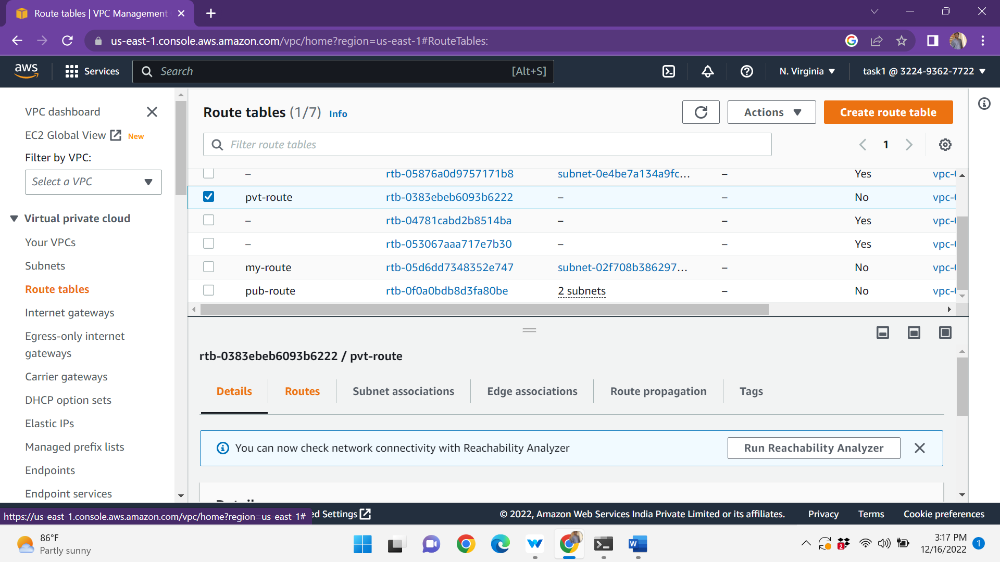 Route tables | VPC Management
us-east-1.console.aws.amazon.com/vpc/home?region=us-east-1#RouteTables:
aws
Services
Search
[Alt+S]
N. Virginia
task1 @ 3224-9362-7722
VPC dashboard
EC2 Global View New
Filter by VPC:
Select a VPC
Virtual private cloud
Your VPCs
Subnets
Route tables
Internet gateways
Egress-only internet
gateways
Carrier gateways
DHCP option sets
Elastic IPs
Managed prefix lists
Endpoints
Endpoint services
Route tables (1/7) Info
Actions
Create route table
Filter route tables
1
– rtb-05876a0d9757171b8 subnet-0e4be7a134a9fc... – Yes vpc-
pvt-route rtb-0383ebeb6093b6222 – – No vpc-
– rtb-04781cabd2b8514ba – – Yes vpc-
– rtb-053067aaa717e7b30 – – Yes vpc-
my-route rtb-05d6dd7348352e747 subnet-02f708b386297... – No vpc-
pub-route rtb-0f0a0bdb8d3fa80be 2 subnets – No vpc-
rtb-0383ebeb6093b6222 / pvt-route
Details
Routes
Subnet associations
Edge associations
Route propagation
Tags
You can now check network connectivity with Reachability Analyzer
Run Reachability Analyzer
https://us-east-1.console.aws.amazon.com/vpc/home?region=us-east-1#
ed Settings
© 2022, Amazon Web Services India Private Limited or its affiliates.
Privacy
Terms
Cookie preferences
86°F
Partly sunny
2
3:17 PM
12/16/2022
1